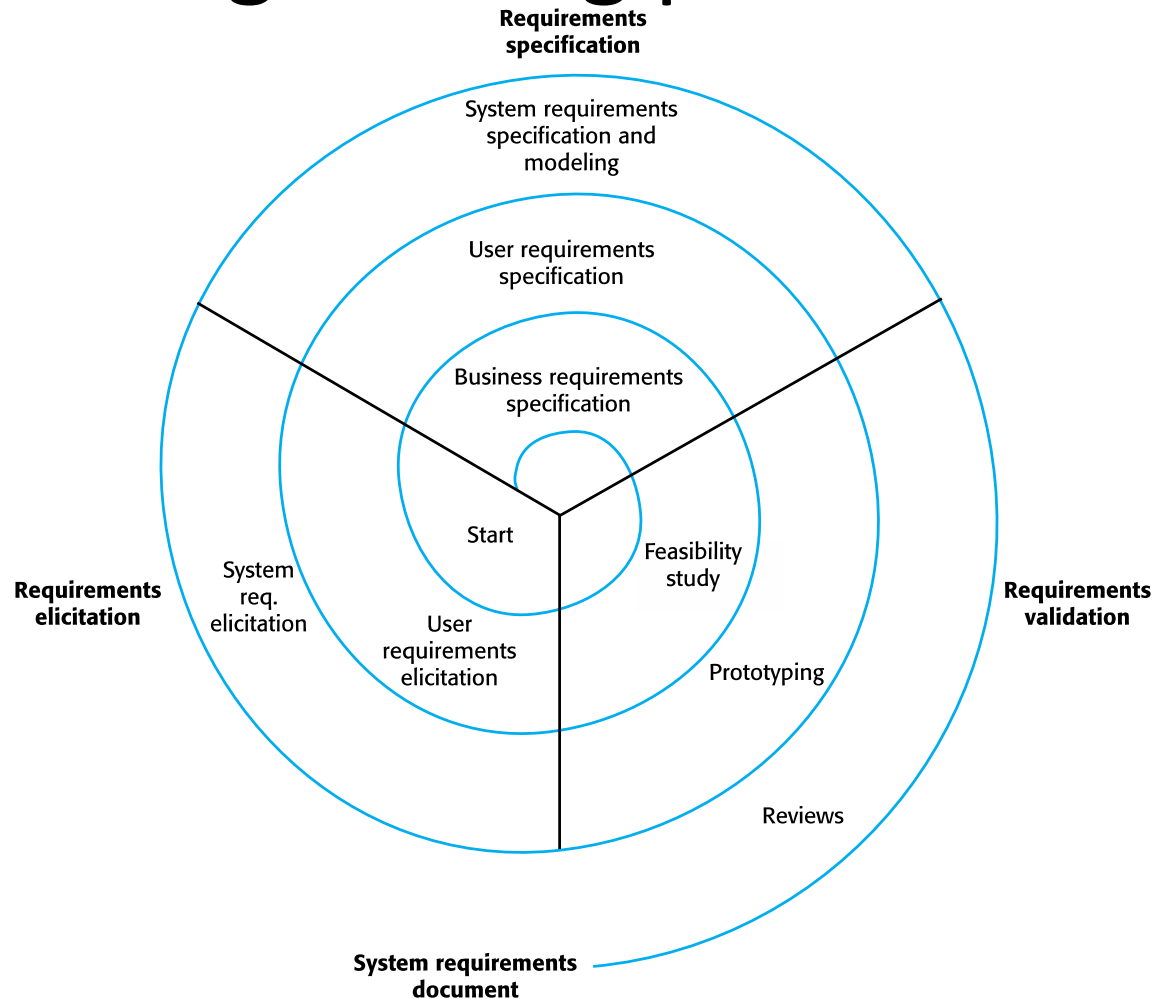 Requirements
specification
System requirements
specification and
modeling
User requirements
specification
Business requirements
specification
Start
Feasibility
study
System
req.
elicitation
Requirements
elicitation
Requirements
validation
User
requirements
elicitation
Prototyping
Reviews
System requirements
document